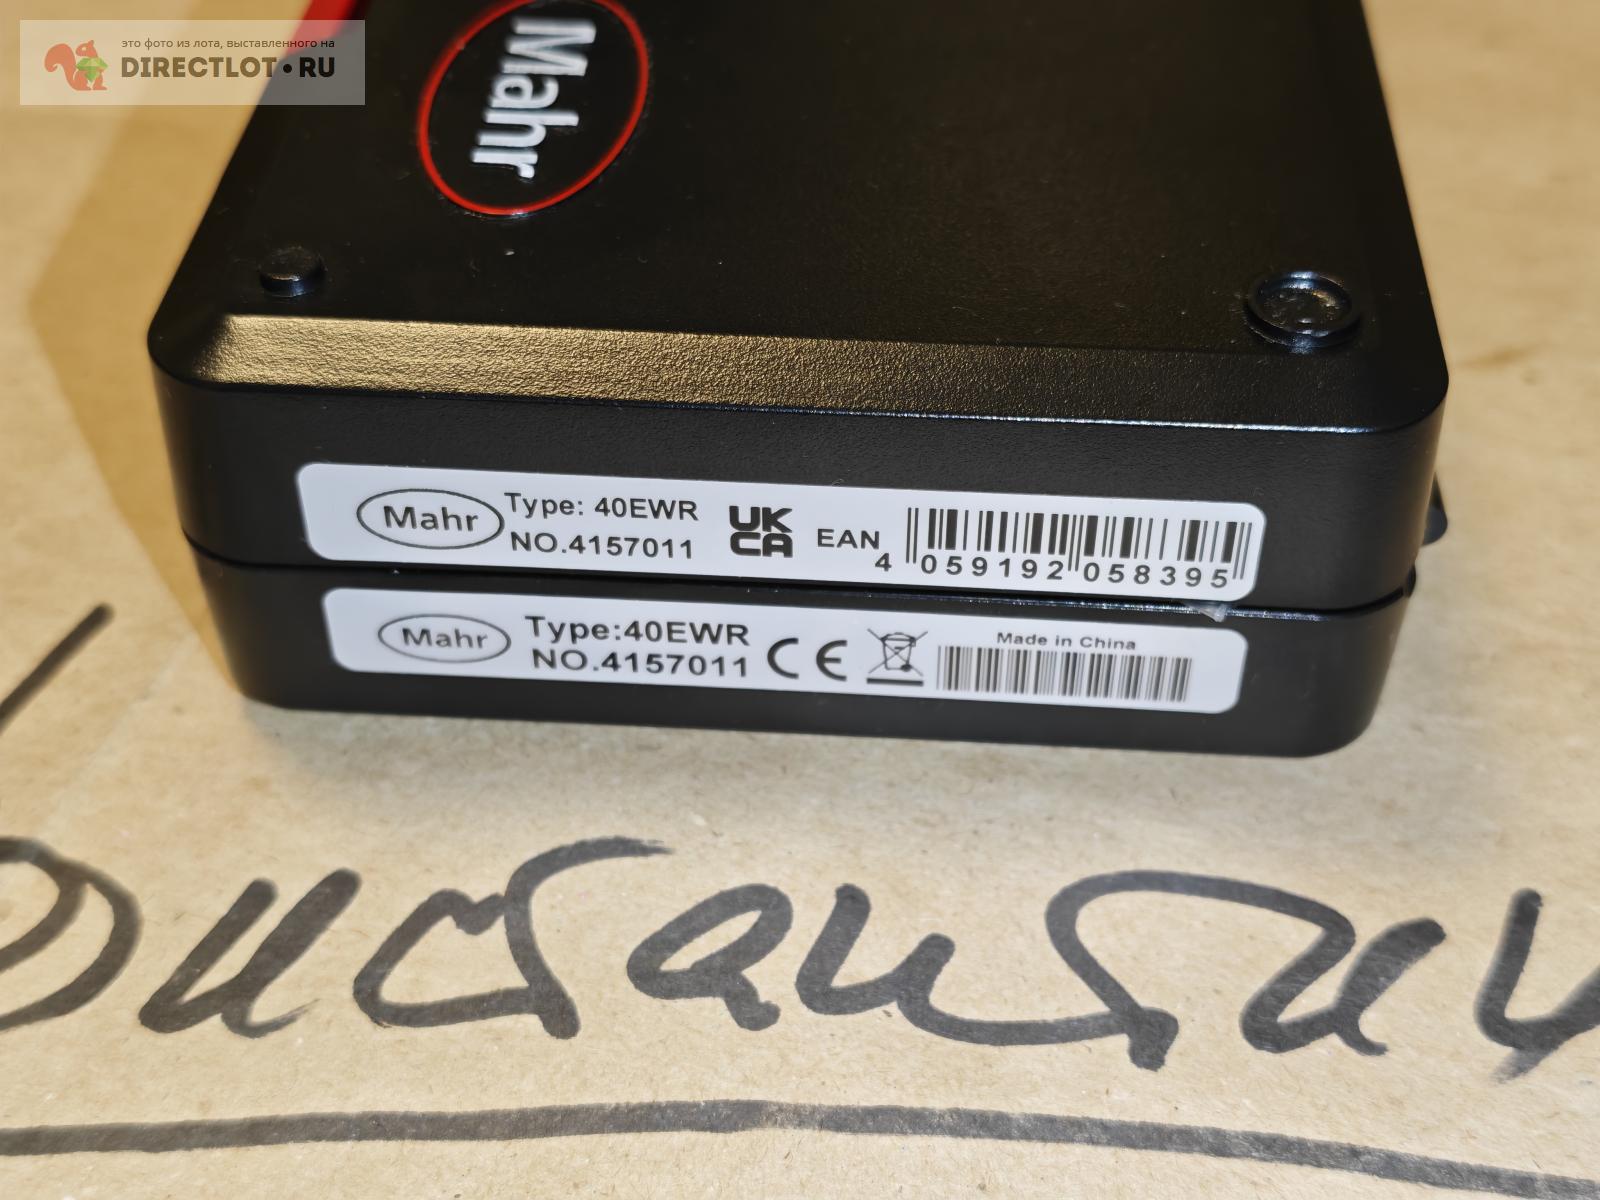 это фото из лота, выставленного на
DIRECTLOT.RU
Mahr
Mahr
Type: 40EWR
NO.4157011
UK
CA
EAN
4 059192 058395
Mahr
Type:40EWR
NO.4157011
CE
Made in China